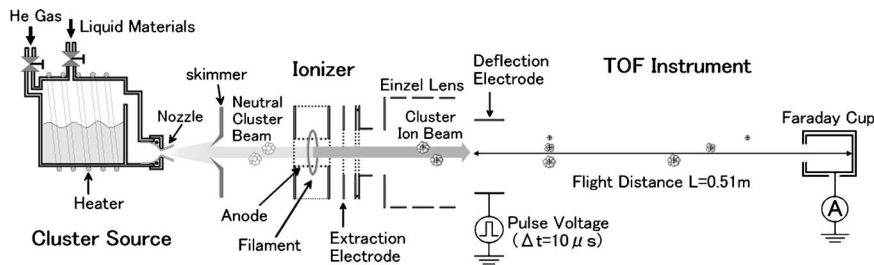 He Gas
Liquid Materials
skimmer
Nozzle
Heater
Cluster Source
Ionizer
Neutral
Cluster
Beam
Anode
Filament
Extraction
Electrode
Einzel Lens
Cluster
Ion Beam
Deflection
Electrode
Pulse Voltage
(Δt=10μs)
TOF Instrument
Flight Distance L=0.51m
Faraday Cup
A